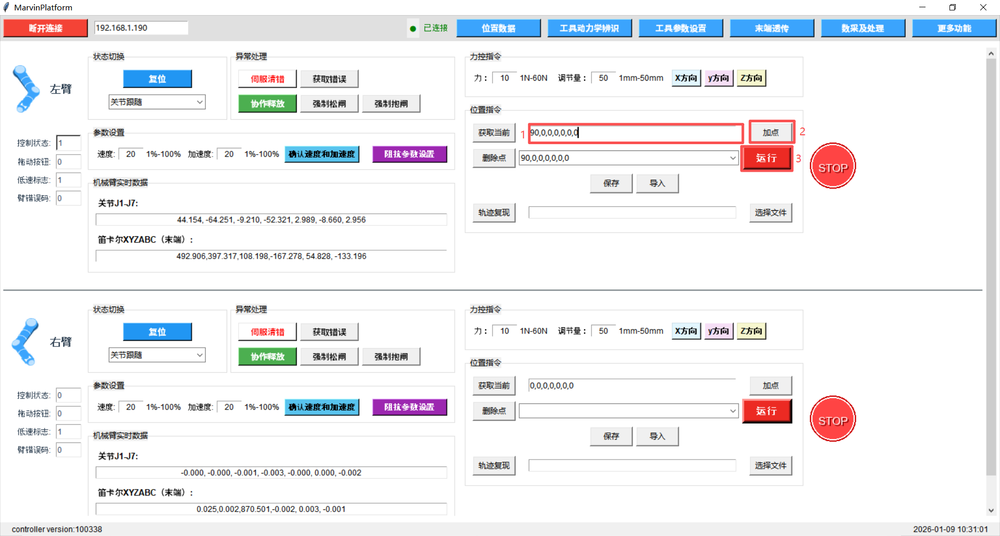 MarvinPlatform
断开连接 192.168.1.190 已连接 位置数据 工具动力学辨识 工具参数设置 末端透传 数采及处理 更多功能
左臂
状态切换
复位
关节跟随
异常处理
伺服清错 获取错误
协作释放 强制松闸 强制抱闸
控制状态: 1
拖动按钮: 0
低速标志: 1
臂错误码: 0
参数设置
速度: 20 1%-100% 加速度: 20 1%-100% 确认速度和加速度 阻抗参数设置
机械臂实时数据
关节J1-J7:
44.154, -64.251, -9.210, -52.321, 2.989, -8.660, 2.956
笛卡尔XYZABC（末端）:
492.906,397.317,108.198,-167.278, 54.828, -133.196
力控指令
力: 10 1N-60N 调节量: 50 1mm-50mm X方向 y方向 Z方向
位置指令
获取当前 1 90,0,0,0,0,0,0 加点 2
删除点 90,0,0,0,0,0,0 运行 3
STOP
保存 导入
轨迹复现 选择文件
右臂
状态切换
复位
关节跟随
异常处理
伺服清错 获取错误
协作释放 强制松闸 强制抱闸
控制状态: 0
拖动按钮: 0
低速标志: 1
臂错误码: 0
参数设置
速度: 20 1%-100% 加速度: 20 1%-100% 确认速度和加速度 阻抗参数设置
机械臂实时数据
关节J1-J7:
-0.000, -0.000, -0.001, -0.003, -0.000, 0.000, -0.002
笛卡尔XYZABC（末端）:
0.025,0.002,870.501,-0.002, 0.003, -0.001
力控指令
力: 10 1N-60N 调节量: 50 1mm-50mm X方向 y方向 Z方向
位置指令
获取当前 0,0,0,0,0,0,0 加点
删除点 运行
STOP
保存 导入
轨迹复现 选择文件
controller version:100338 2026-01-09 10:31:01